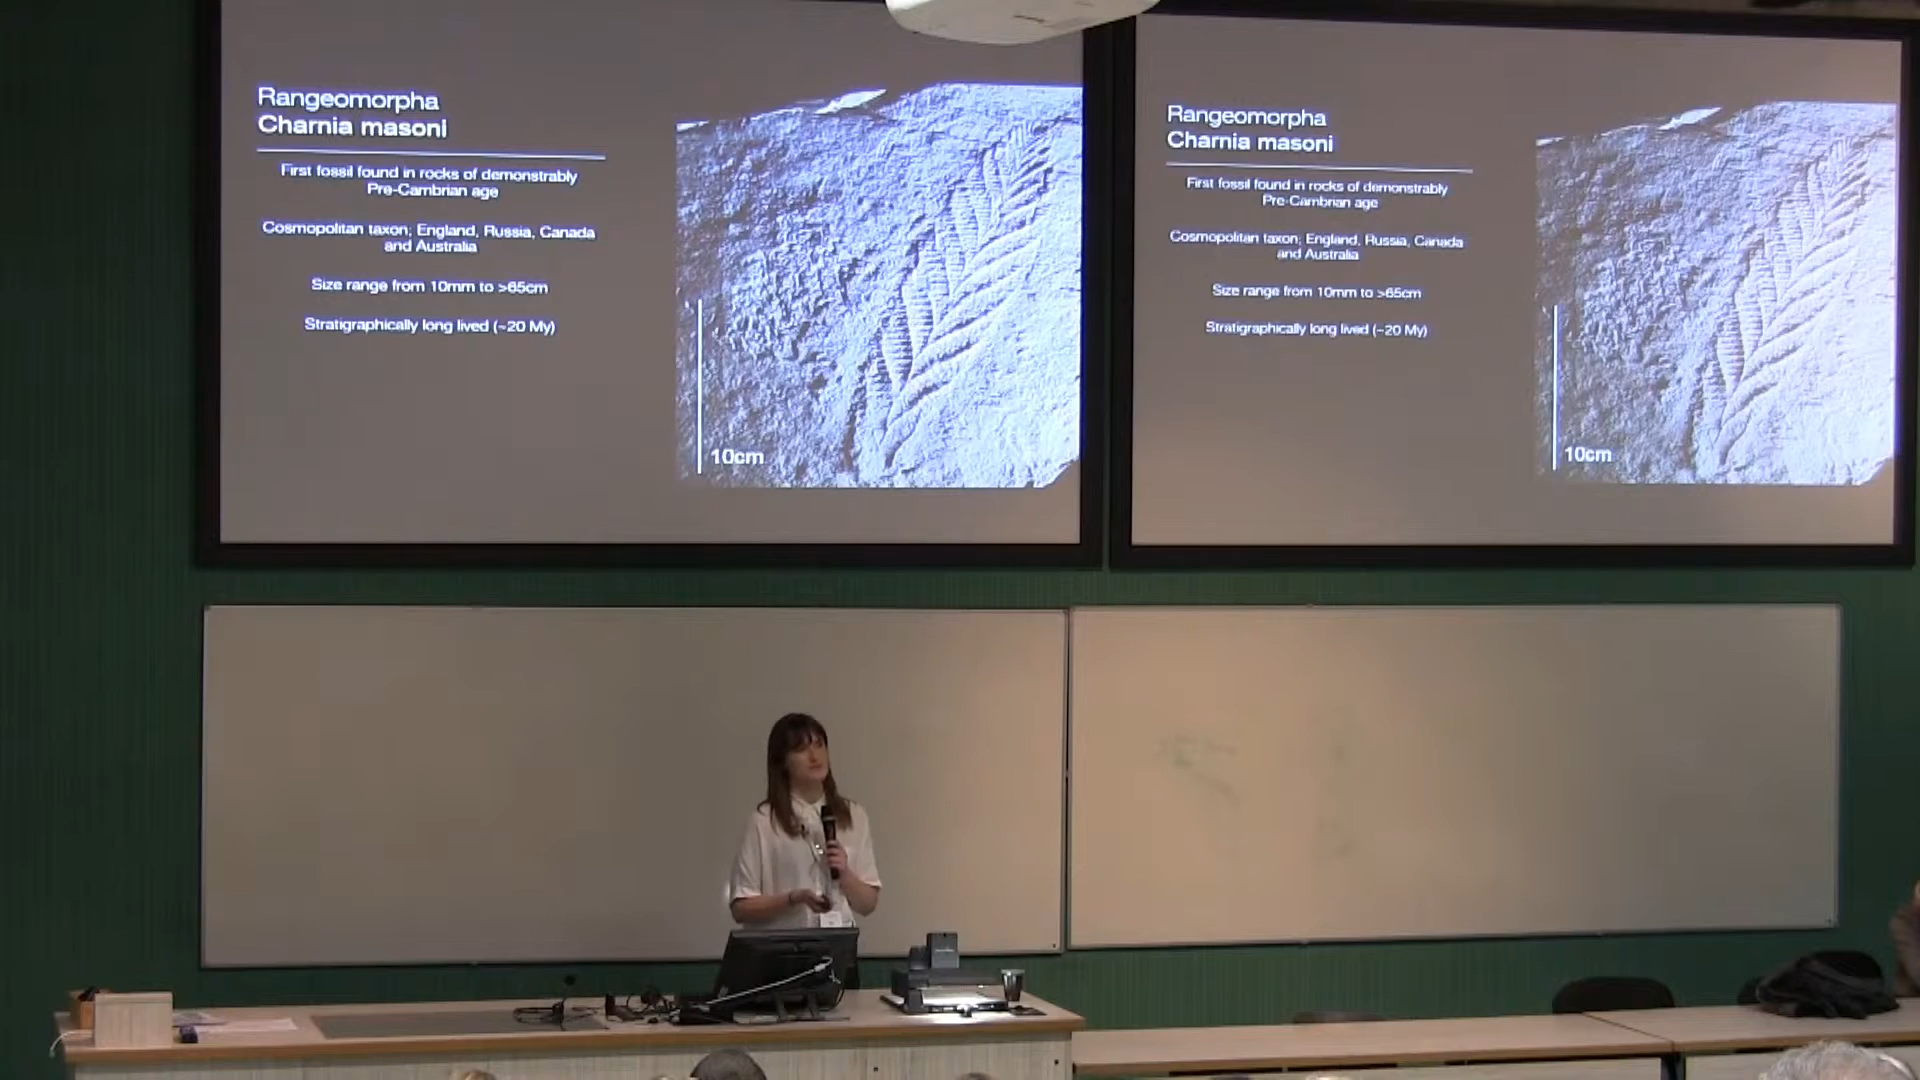 Rangeomorpha
Charnia masoni
First fossil found in rocks of demonstrably
Pre-Cambrian age
Cosmopolitan taxon; England, Russia, Canada
and Australia
Size range from 10mm to >65cm
Stratigraphically long lived (~20 My)
10cm
Rangeomorpha
Charnia masoni
First fossil found in rocks of demonstrably
Pre-Cambrian age
Cosmopolitan taxon; England, Russia, Canada
and Australia
Size range from 10mm to >65cm
Stratigraphically long lived (~20 My)
10cm